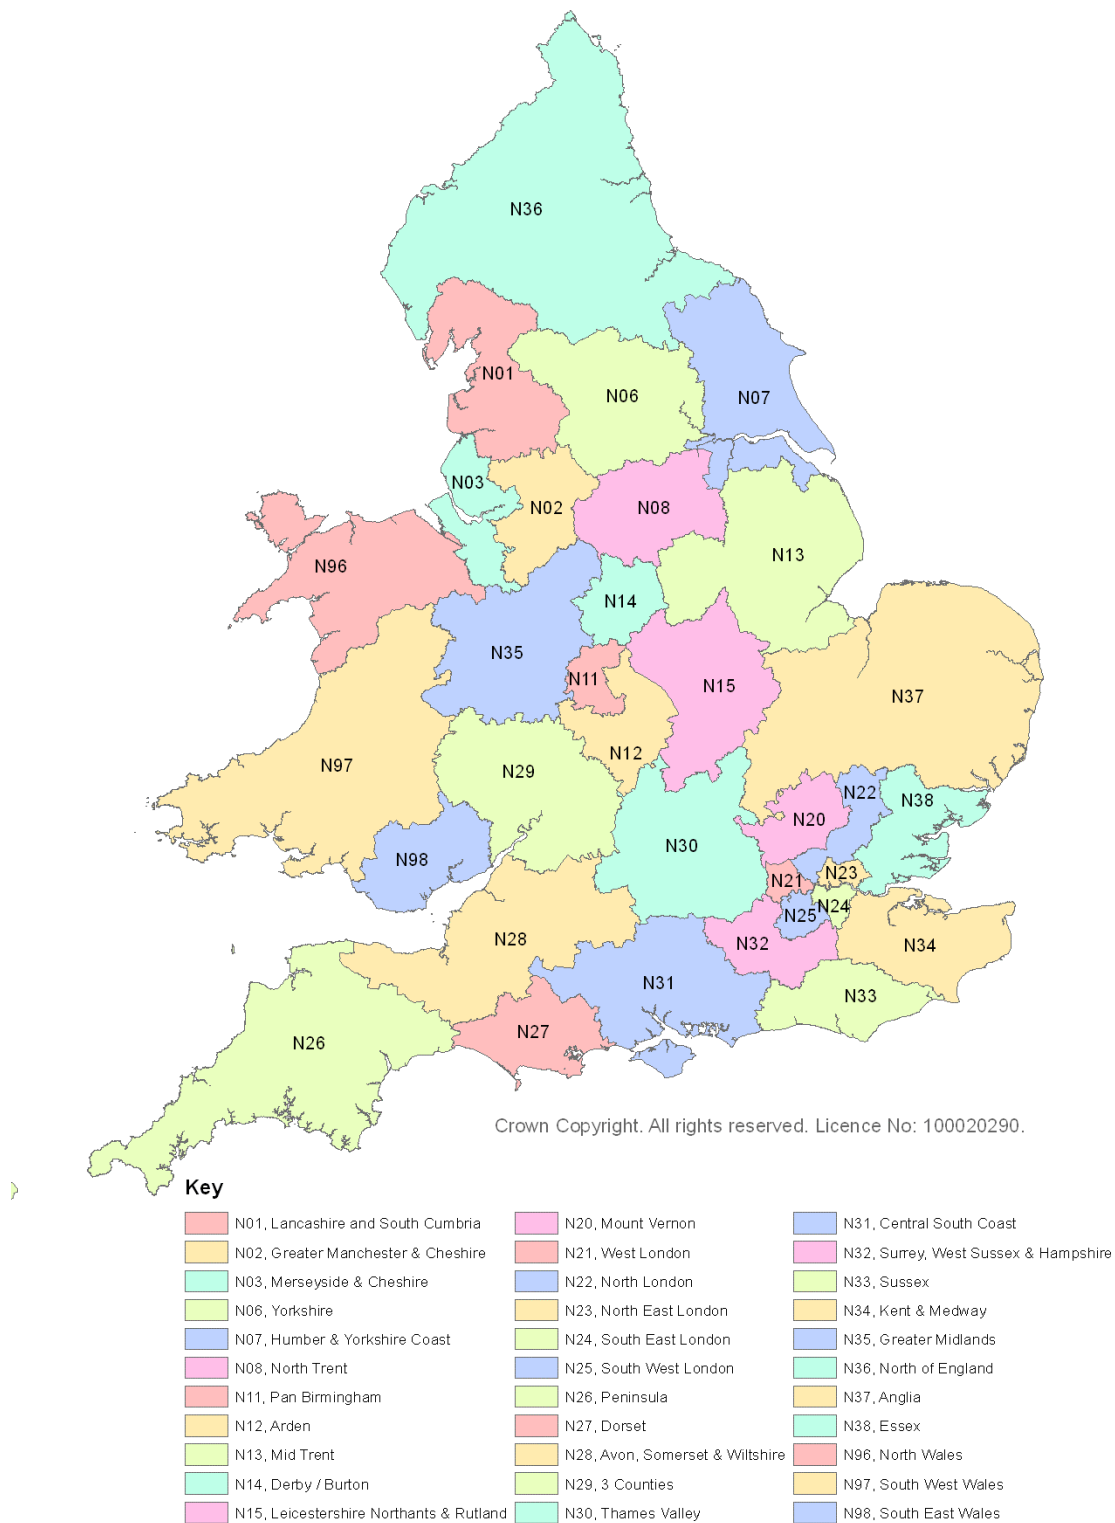 N36
N01
N06
N07
N03
N02
N08
N13
N96
N14
N35
N11
N15
N37
N12
N97
N29
N22
N38
N20
N30
N98
N23
N21
N24
N25
N28
N32
N34
N31
N33
N27
N26
Crown Copyright. All rights reserved. Licence No: 100020290.
Key
N01, Lancashire and South Cumbria
N02, Greater Manchester & Cheshire
N03, Merseyside & Cheshire
N06, Yorkshire
N07, Humber & Yorkshire Coast
N08, North Trent
N11, Pan Birmingham
N12, Arden
N13, Mid Trent
N14, Derby / Burton
N15, Leicestershire Northants & Rutland
N20, Mount Vernon
N21, West London
N22, North London
N23, North East London
N24, South East London
N25, South West London
N26, Peninsula
N27, Dorset
N28, Avon, Somerset & Wiltshire
N29, 3 Counties
N30, Thames Valley
N31, Central South Coast
N32, Surrey, West Sussex & Hampshire
N33, Sussex
N34, Kent & Medway
N35, Greater Midlands
N36, North of England
N37, Anglia
N38, Essex
N96, North Wales
N97, South West Wales
N98, South East Wales